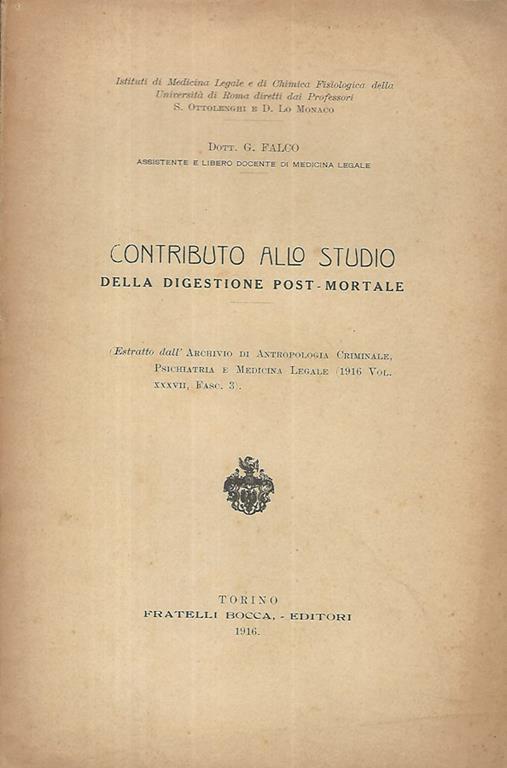 Istituti di Medicina Legale e di Chimica Fisiologica della
Università di Roma diretti dai Professori
S. OTTOLENGHI E D. LO MONACO
DOTT. G. FALCO
ASSISTENTE E LIBERO DOCENTE DI MEDICINA LEGALE
CONTRIBUTO ALLO STUDIO
DELLA DIGESTIONE POST-MORTALE
(Estratto dall' ARCHIVIO DI ANTROPOLOGIA CRIMINALE,
PSICHIATRIA E MEDICINA LEGALE (1916 VOL.
XXXVII, FASC. 3).
TORINO
FRATELLI BOCCA, - EDITORI
1916.